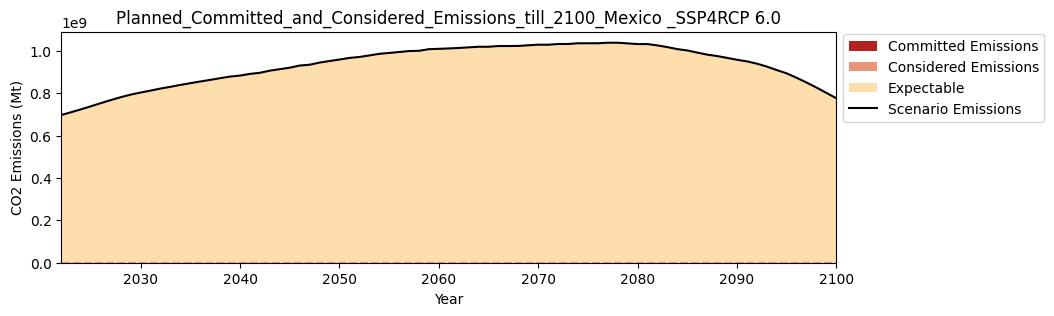 Planned_Committed_and_Considered_Emissions_till_2100_Mexico _SSP4RCP 6.0
1e9
CO2 Emissions (Mt)
1.0
0.8
0.6
0.4
0.2
0.0
2030 2040 2050 2060 2070 2080 2090 2100
Year
Committed Emissions
Considered Emissions
Expectable
Scenario Emissions